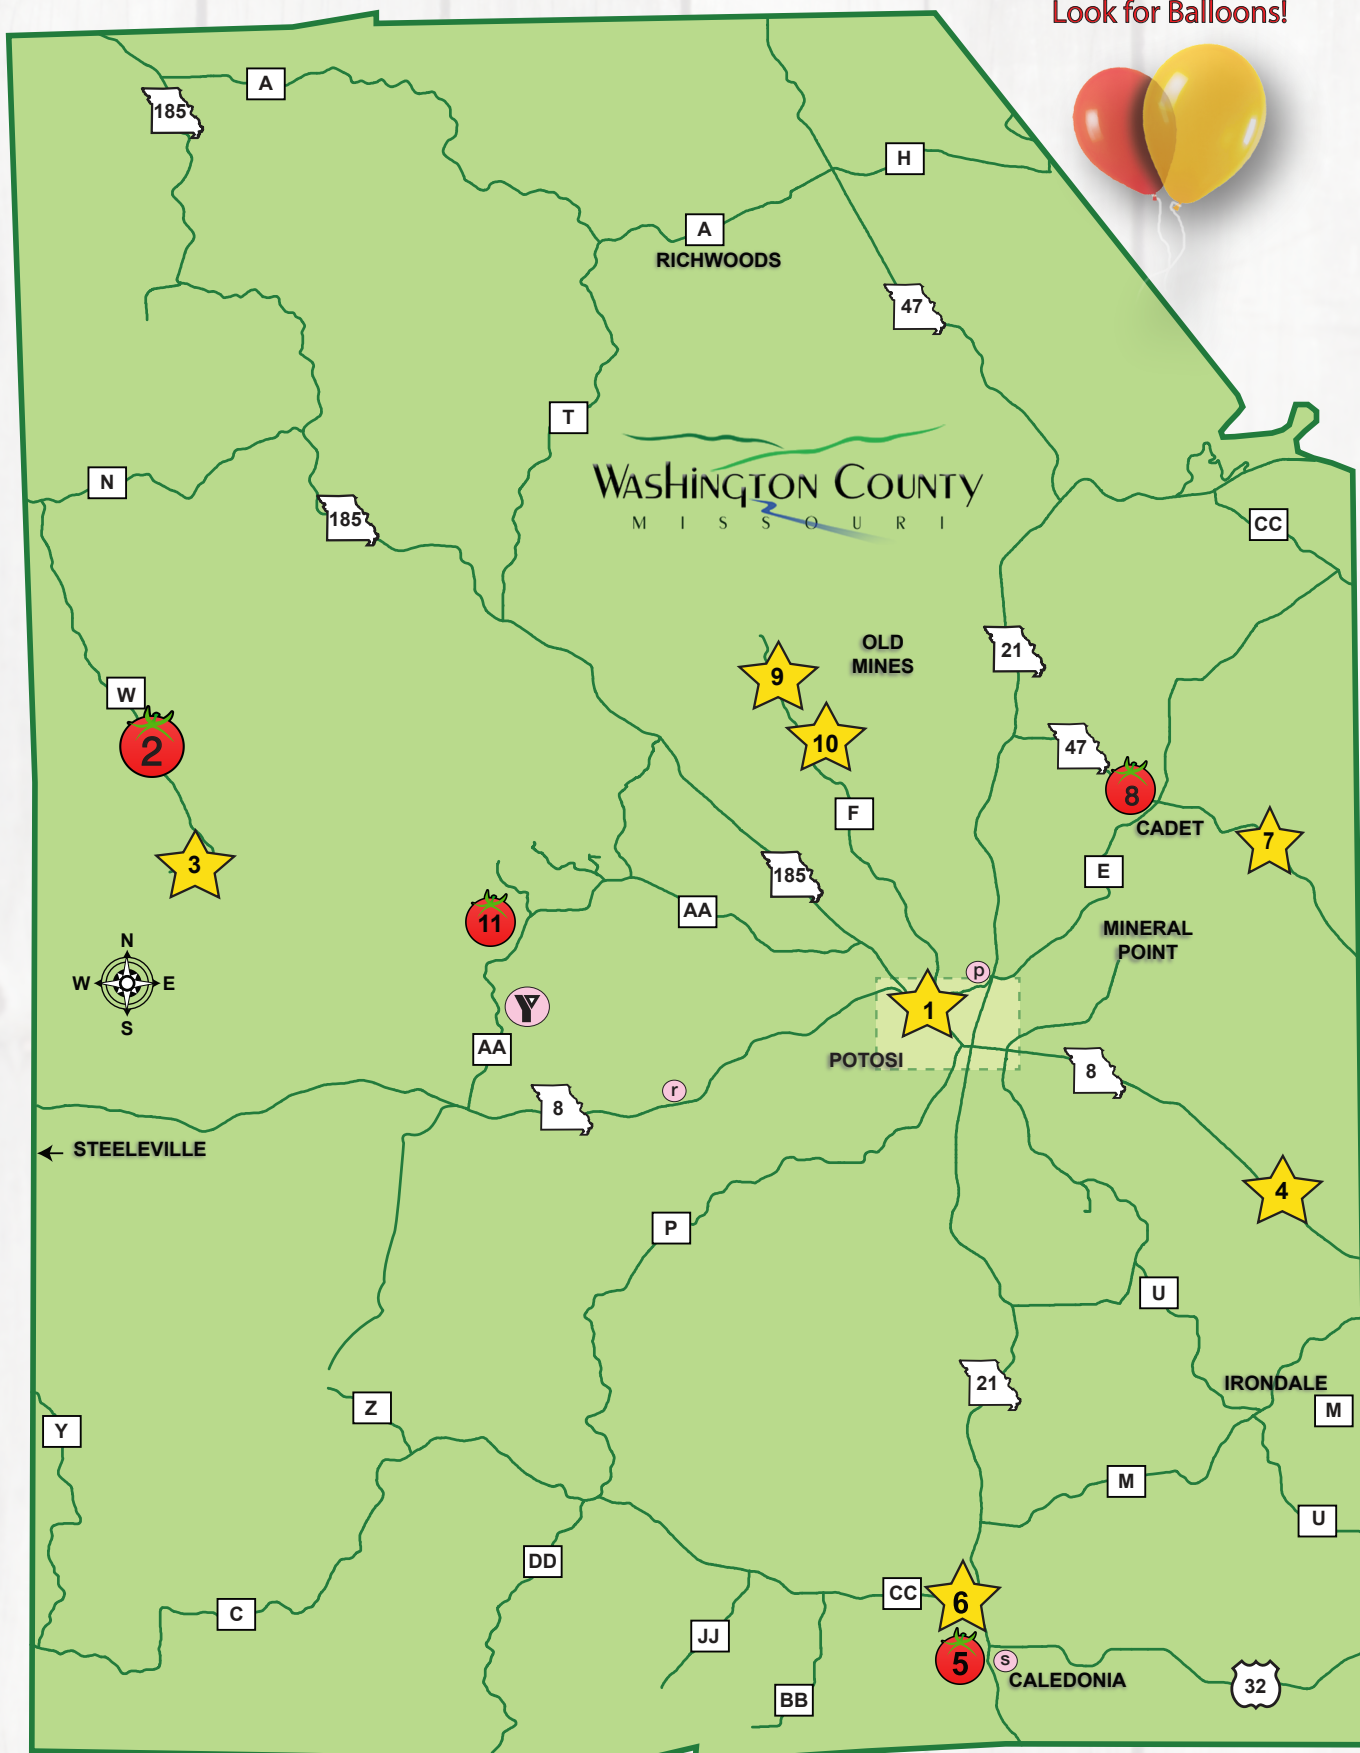 Look for Balloons!
A
185
H
A
RICHWOODS
47
T
WASHINGTON COUNTY
MISSOURI
N
185
CC
OLD
MINES
21
W
9
2
10
47
8
F
CADET
7
3
185
E
11
AA
MINERAL
POINT
N
W E
S
p
Y
1
AA
POTOSI
8
r
8
STEELEVILLE
4
P
U
21
IRONDALE
Z
M
Y
M
U
DD
CC
6
C
JJ
5
s
CALEDONIA
32
BB